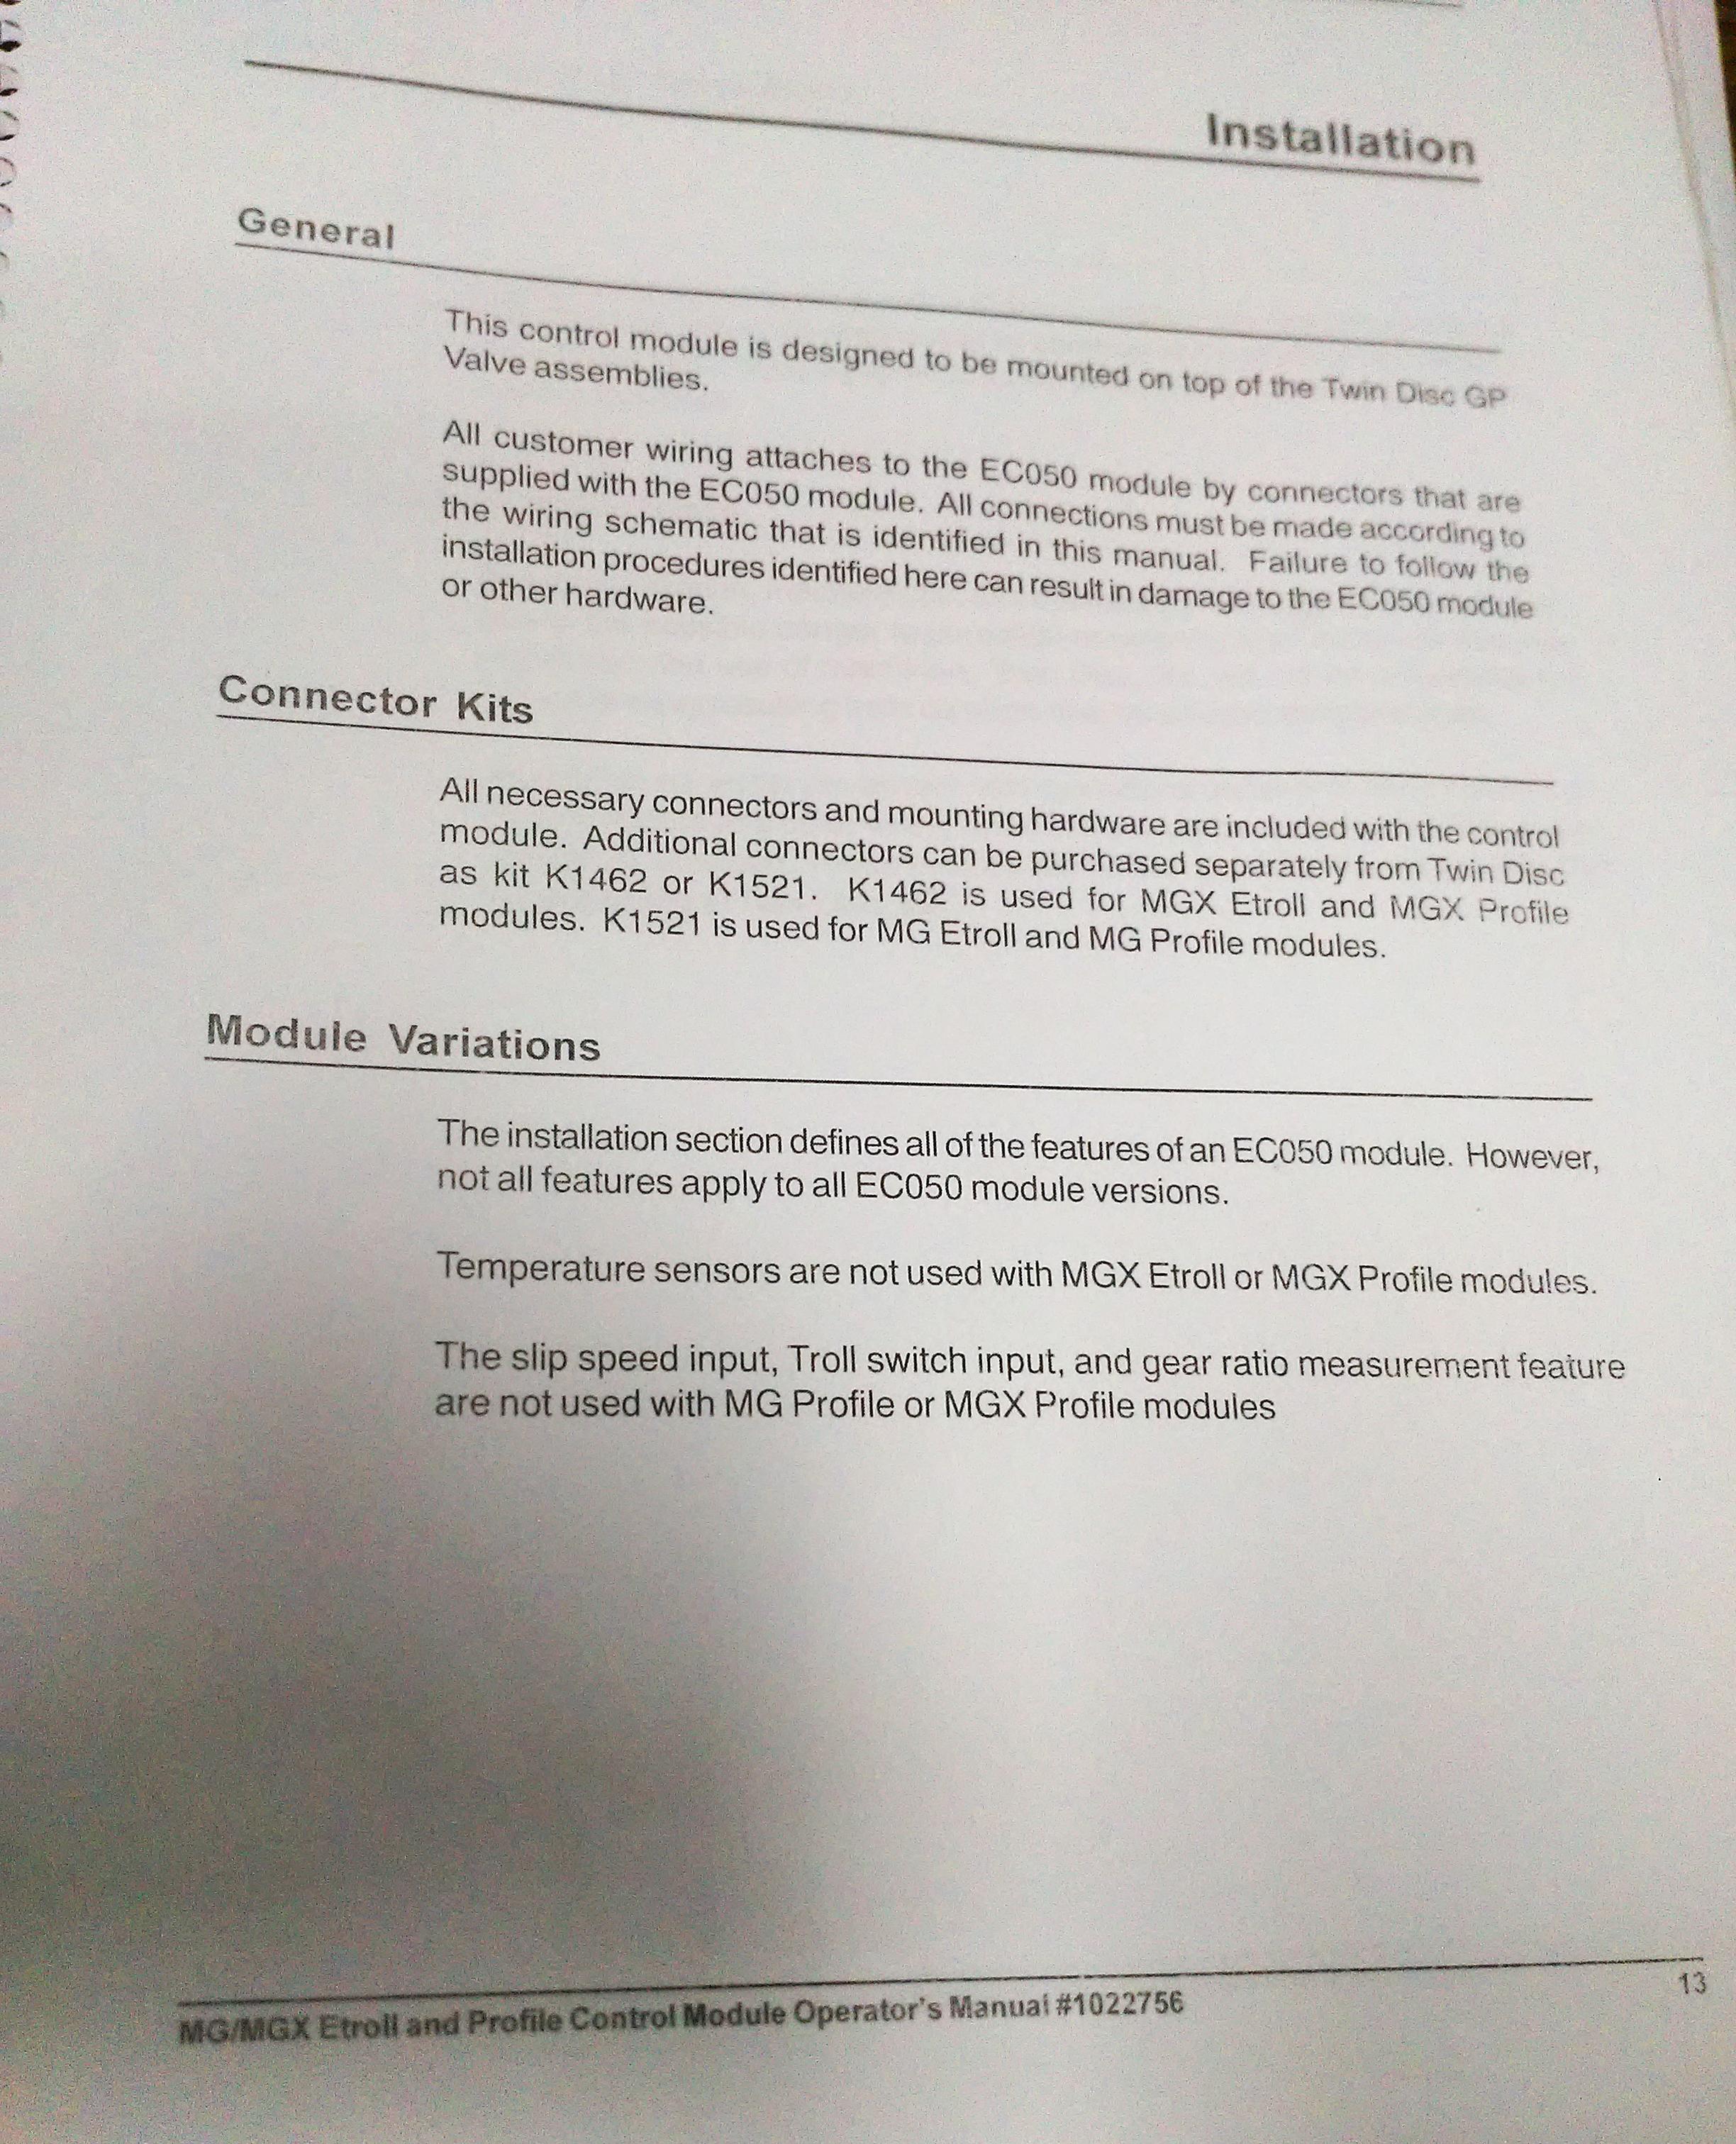 Installation
General
This control module is designed to be mounted on top of the Twin Disc GP
Valve assemblies.
All customer wiring attaches to the EC050 module by connectors that are
supplied with the EC050 module. All connections must be made according to
the wiring schematic that is identified in this manual. Failure to follow the
installation procedures identified here can result in damage to the EC050 module
or other hardware.
Connector Kits
All necessary connectors and mounting hardware are included with the control
module. Additional connectors can be purchased separately from Twin Disc
as kit K1462 or K1521. K1462 is used for MGX Etroll and MGX Profile
modules. K1521 is used for MG Etroll and MG Profile modules.
Module Variations
The installation section defines all of the features of an EC050 module. However,
not all features apply to all EC050 module versions.
Temperature sensors are not used with MGX Etroll or MGX Profile modules.
The slip speed input, Troll switch input, and gear ratio measurement feature
are not used with MG Profile or MGX Profile modules
MG/MGX Etroll and Profile Control Module Operator's Manual #1022756
13